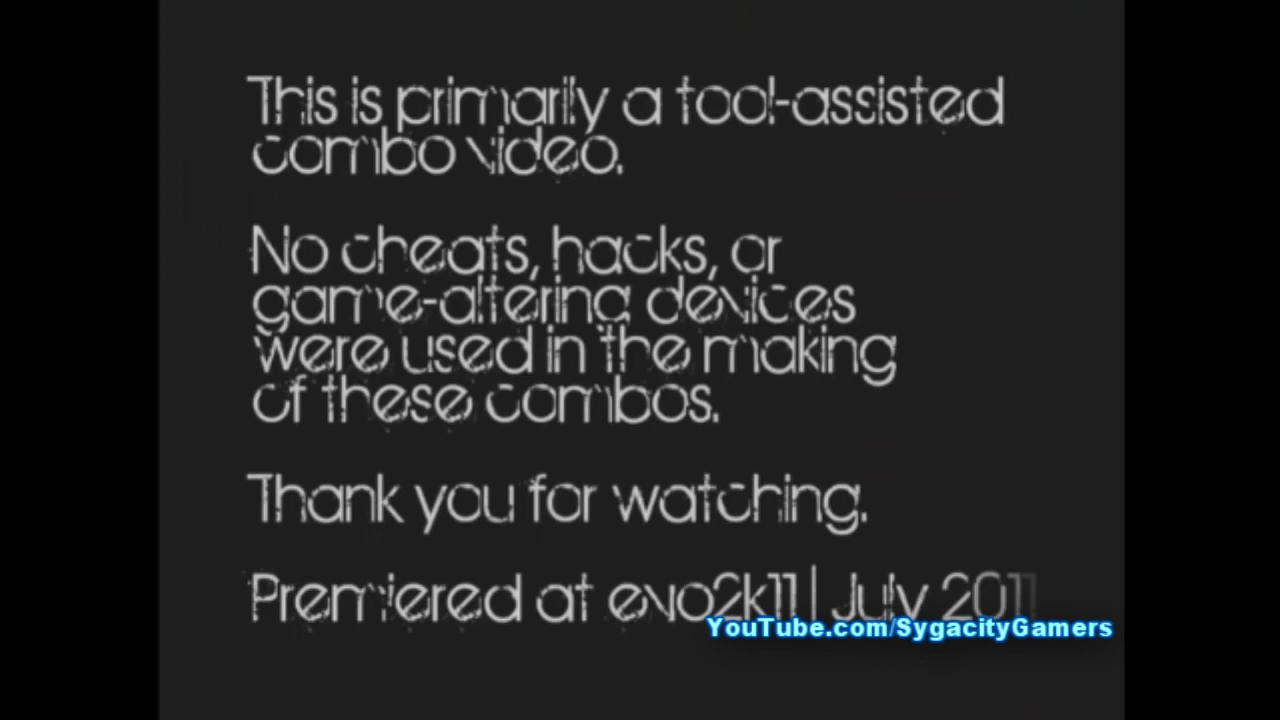 This is primarily a tool-assisted
combo video.
No cheats, hacks, or
game-altering devices
were used in the making
of these combos.
Thank you for watching.
Premiered at evo2k11 | July 2011
YouTube.com/SygacityGamers